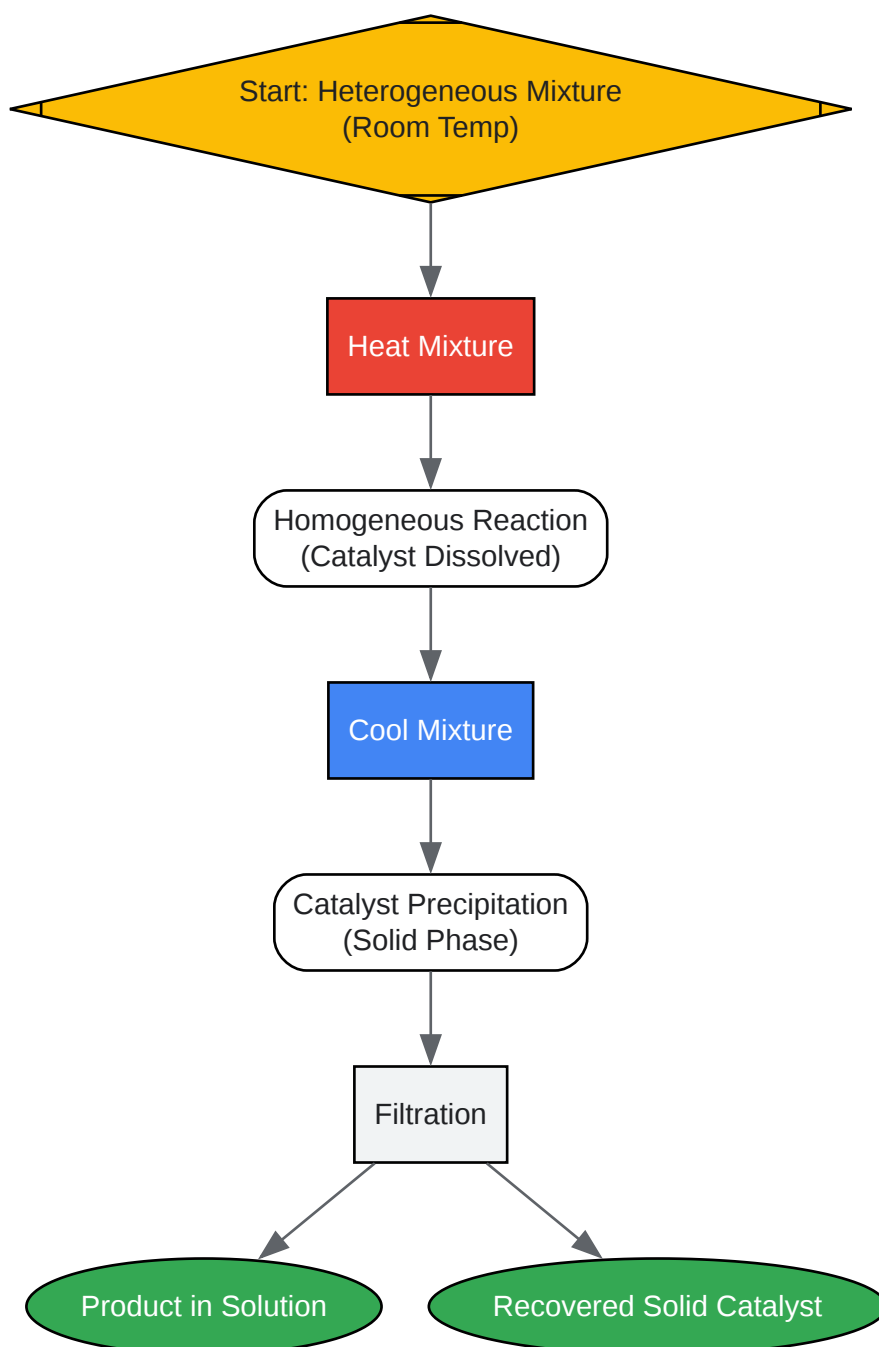 Start: Heterogeneous Mixture
(Room Temp)
Heat Mixture
Homogeneous Reaction
(Catalyst Dissolved)
Cool Mixture
Catalyst Precipitation
(Solid Phase)
Filtration
Product in Solution
Recovered Solid Catalyst